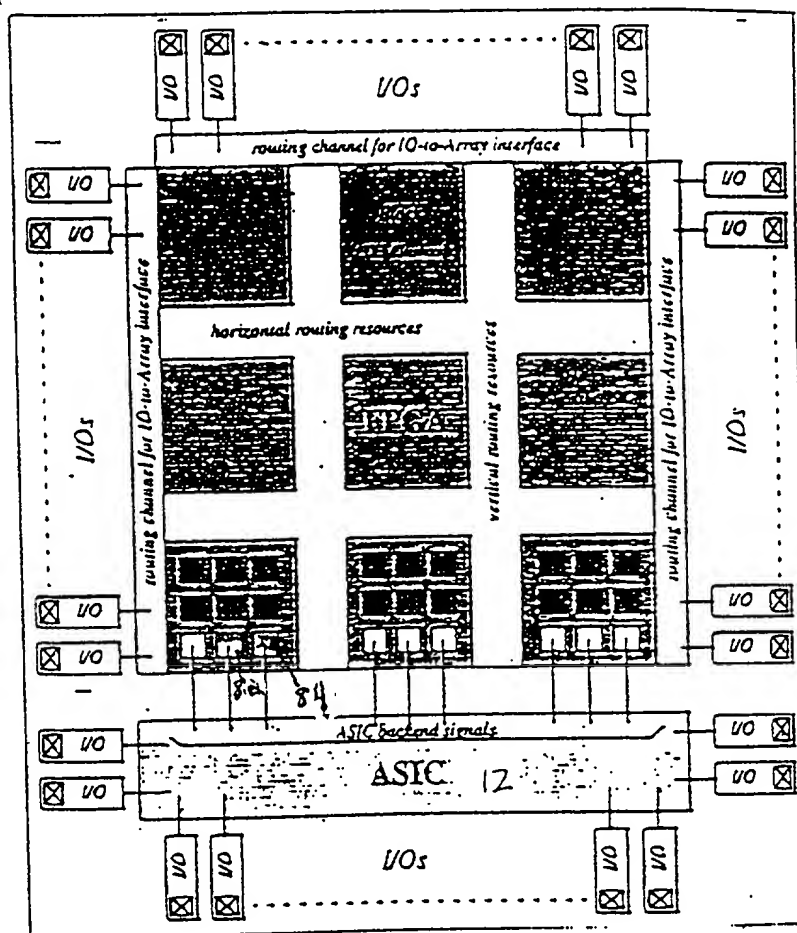 I/O I/O I/O I/O
I/Os
routing channel for IO-to-Array interface
I/O I/O
I/O I/O
routing channel for IO-to-Array interface
routing channel for IO-to-Array interface
horizontal routing resources
vertical routing resources
FPGA
I/Os
I/Os
I/O I/O
I/O I/O
84
ASIC backend signals
I/O I/O
ASIC 12
I/O I/O
I/O I/O I/O I/O
I/Os